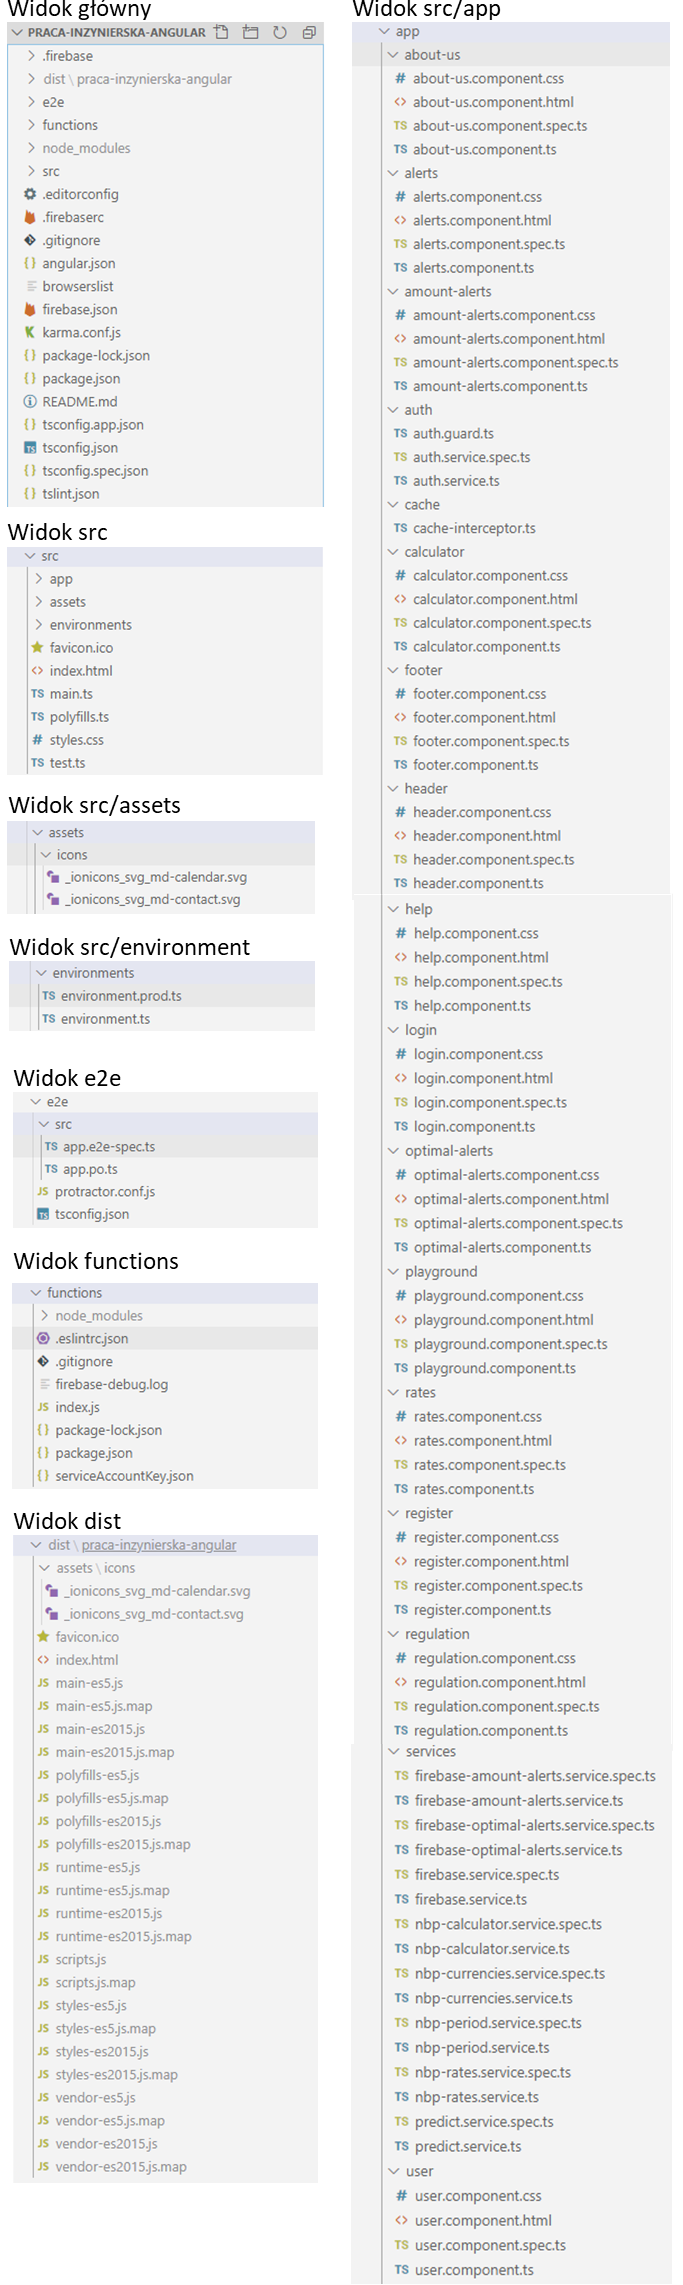 Widok główny
PRACA-INZYNIERSKA-ANGULAR
.firebase
dist \ praca-inzynierska-angular
e2e
functions
node_modules
src
.editorconfig
.firebaserc
.gitignore
angular.json
browserslist
firebase.json
karma.conf.js
package-lock.json
package.json
README.md
tsconfig.app.json
tsconfig.json
tsconfig.spec.json
tslint.json
Widok src
src
app
assets
environments
favicon.ico
index.html
TS main.ts
TS polyfills.ts
# styles.css
TS test.ts
Widok src/assets
assets
icons
_ionicons_svg_md-calendar.svg
_ionicons_svg_md-contact.svg
Widok src/environment
environments
TS environment.prod.ts
TS environment.ts
Widok e2e
e2e
src
TS app.e2e-spec.ts
TS app.po.ts
JS protractor.conf.js
tsconfig.json
Widok functions
functions
node_modules
.eslintrc.json
.gitignore
firebase-debug.log
JS index.js
package-lock.json
package.json
serviceAccountKey.json
Widok dist
dist \ praca-inzynierska-angular
assets \ icons
_ionicons_svg_md-calendar.svg
_ionicons_svg_md-contact.svg
favicon.ico
index.html
JS main-es5.js
JS main-es5.js.map
JS main-es2015.js
JS main-es2015.js.map
JS polyfills-es5.js
JS polyfills-es5.js.map
JS polyfills-es2015.js
JS polyfills-es2015.js.map
JS runtime-es5.js
JS runtime-es5.js.map
JS runtime-es2015.js
JS runtime-es2015.js.map
JS scripts.js
JS scripts.js.map
JS styles-es5.js
JS styles-es5.js.map
JS styles-es2015.js
JS styles-es2015.js.map
JS vendor-es5.js
JS vendor-es5.js.map
JS vendor-es2015.js
JS vendor-es2015.js.map
Widok src/app
app
about-us
# about-us.component.css
<> about-us.component.html
TS about-us.component.spec.ts
TS about-us.component.ts
alerts
# alerts.component.css
<> alerts.component.html
TS alerts.component.spec.ts
TS alerts.component.ts
amount-alerts
# amount-alerts.component.css
<> amount-alerts.component.html
TS amount-alerts.component.spec.ts
TS amount-alerts.component.ts
auth
TS auth.guard.ts
TS auth.service.spec.ts
TS auth.service.ts
cache
TS cache-interceptor.ts
calculator
# calculator.component.css
<> calculator.component.html
TS calculator.component.spec.ts
TS calculator.component.ts
footer
# footer.component.css
<> footer.component.html
TS footer.component.spec.ts
TS footer.component.ts
header
# header.component.css
<> header.component.html
TS header.component.spec.ts
TS header.component.ts
help
# help.component.css
<> help.component.html
TS help.component.spec.ts
TS help.component.ts
login
# login.component.css
<> login.component.html
TS login.component.spec.ts
TS login.component.ts
optimal-alerts
# optimal-alerts.component.css
<> optimal-alerts.component.html
TS optimal-alerts.component.spec.ts
TS optimal-alerts.component.ts
playground
# playground.component.css
<> playground.component.html
TS playground.component.spec.ts
TS playground.component.ts
rates
# rates.component.css
<> rates.component.html
TS rates.component.spec.ts
TS rates.component.ts
register
# register.component.css
<> register.component.html
TS register.component.spec.ts
TS register.component.ts
regulation
# regulation.component.css
<> regulation.component.html
TS regulation.component.spec.ts
TS regulation.component.ts
services
TS firebase-amount-alerts.service.spec.ts
TS firebase-amount-alerts.service.ts
TS firebase-optimal-alerts.service.spec.ts
TS firebase-optimal-alerts.service.ts
TS firebase.service.spec.ts
TS firebase.service.ts
TS nbp-calculator.service.spec.ts
TS nbp-calculator.service.ts
TS nbp-currencies.service.spec.ts
TS nbp-currencies.service.ts
TS nbp-period.service.spec.ts
TS nbp-period.service.ts
TS nbp-rates.service.spec.ts
TS nbp-rates.service.ts
TS predict.service.spec.ts
TS predict.service.ts
user
# user.component.css
<> user.component.html
TS user.component.spec.ts
TS user.component.ts